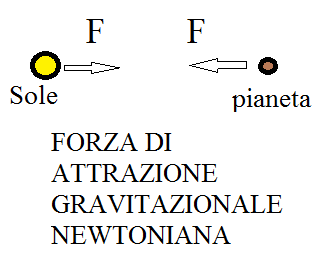 F F
Sole
pianeta
FORZA DI
ATTRAZIONE
GRAVITAZIONALE
NEWTONIANA